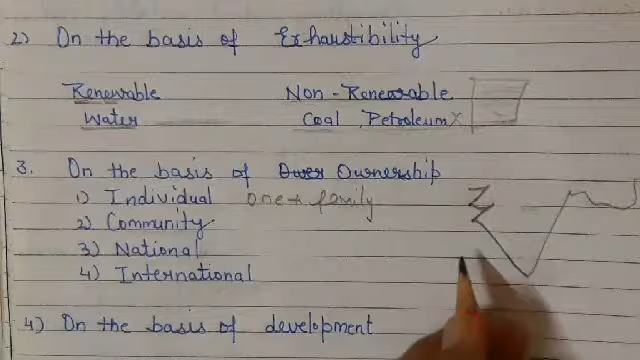 2) On the basis of Exhaustibility
Renewable Non-Renewable
Water Coal, Petroleum
3. On the basis of Ownership
1) Individual one + family
2) Community
3) National
4) International
4) On the basis of development